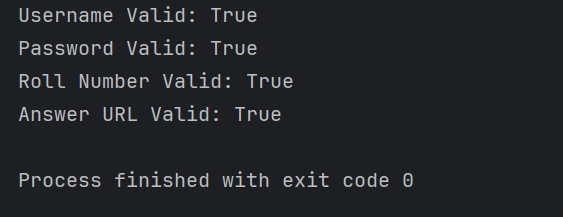 Username Valid: True
Password Valid: True
Roll Number Valid: True
Answer URL Valid: True
Process finished with exit code 0